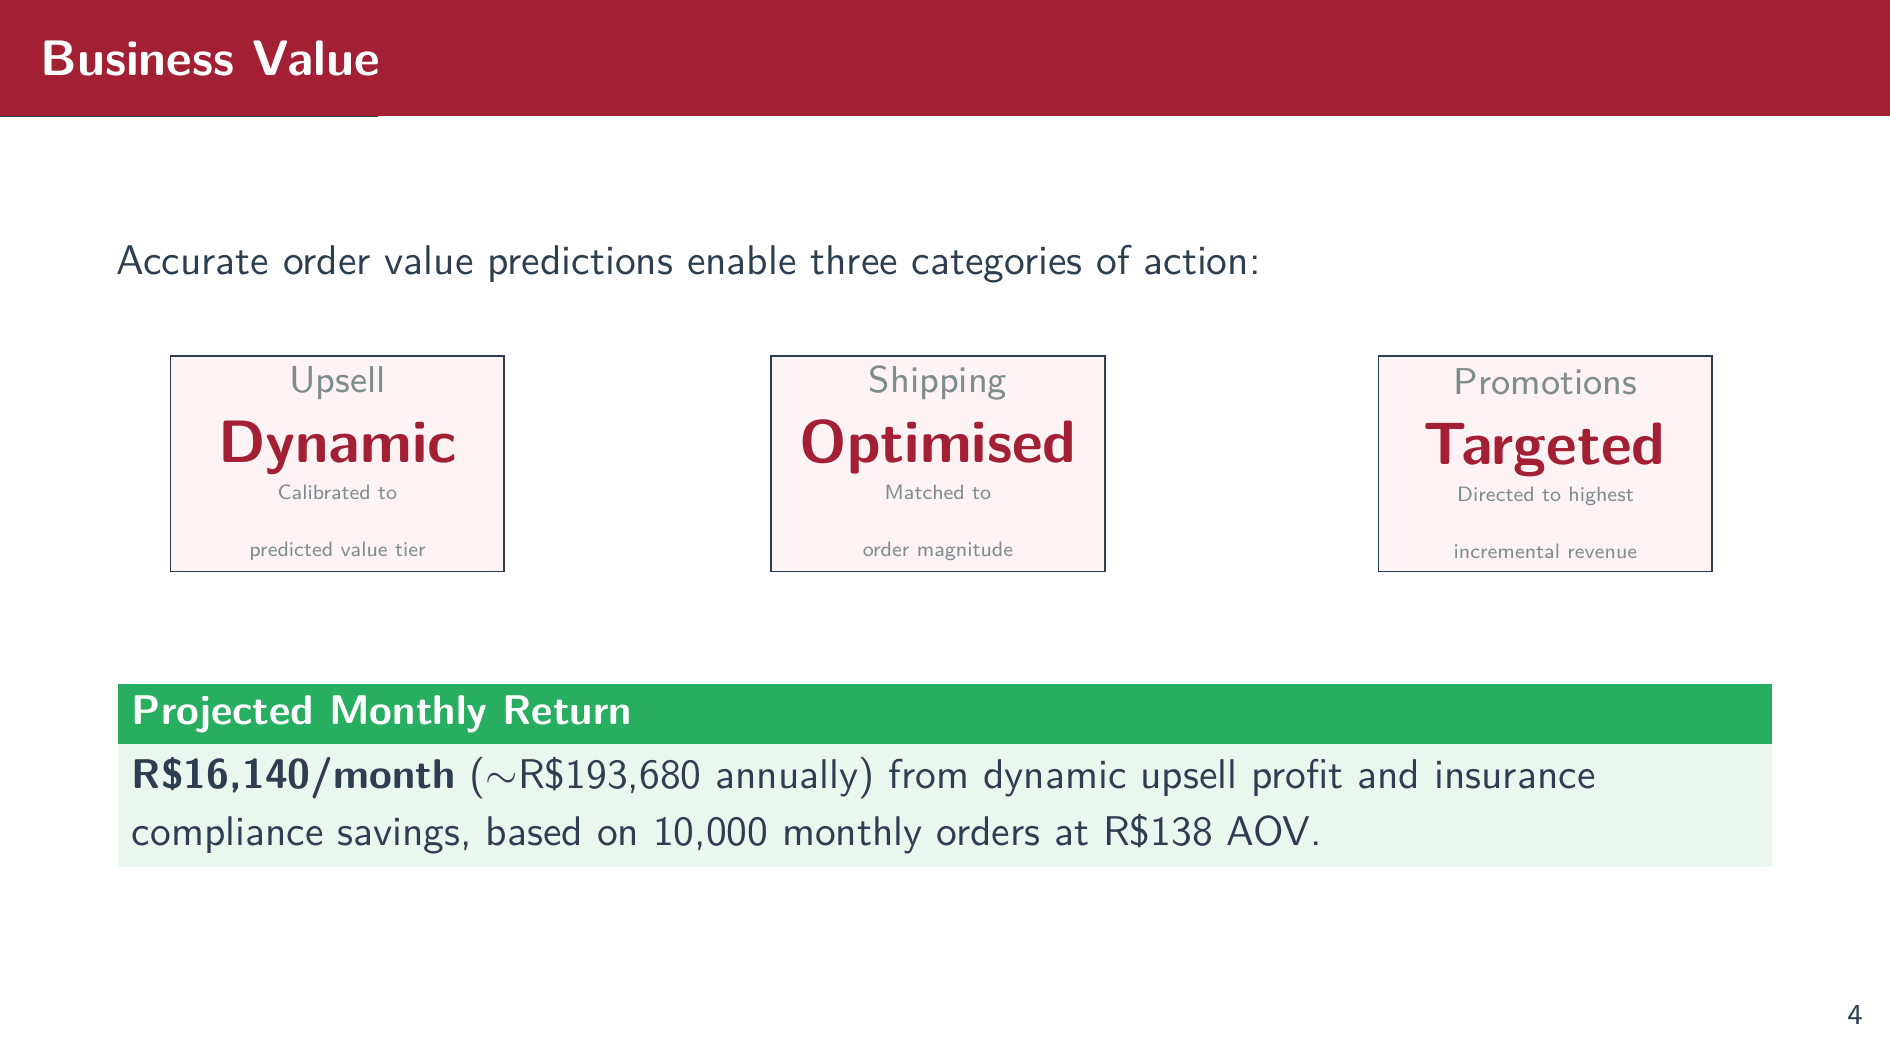 Business Value
Accurate order value predictions enable three categories of action:
Upsell
Dynamic
Calibrated to
predicted value tier
Shipping
Optimised
Matched to
order magnitude
Promotions
Targeted
Directed to highest
incremental revenue
Projected Monthly Return
R$16,140/month (~R$193,680 annually) from dynamic upsell profit and insurance
compliance savings, based on 10,000 monthly orders at R$138 AOV.
4